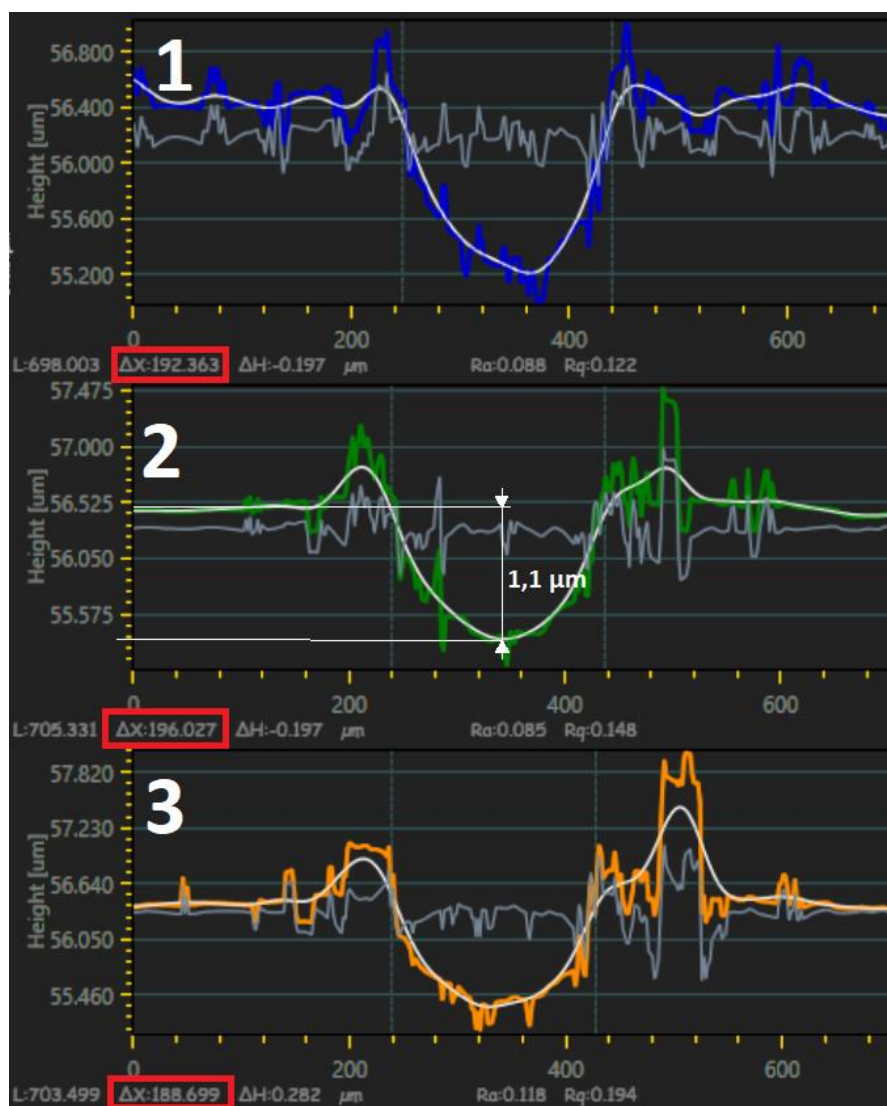 1
56.800
56.400
56.000
55.600
55.200
Height [um]
0 200 400 600
L:698.003 ΔX:192.363 ΔH:-0.197 μm Ra:0.088 Rq:0.122
2
57.475
57.000
56.525
56.050
55.575
Height [um]
1,1 μm
0 200 400 600
L:705.331 ΔX:196.027 ΔH:-0.197 μm Ra:0.085 Rq:0.148
3
57.820
57.230
56.640
56.050
55.460
Height [um]
0 200 400 600
L:703.499 ΔX:188.699 ΔH:0.282 μm Ra:0.118 Rq:0.194